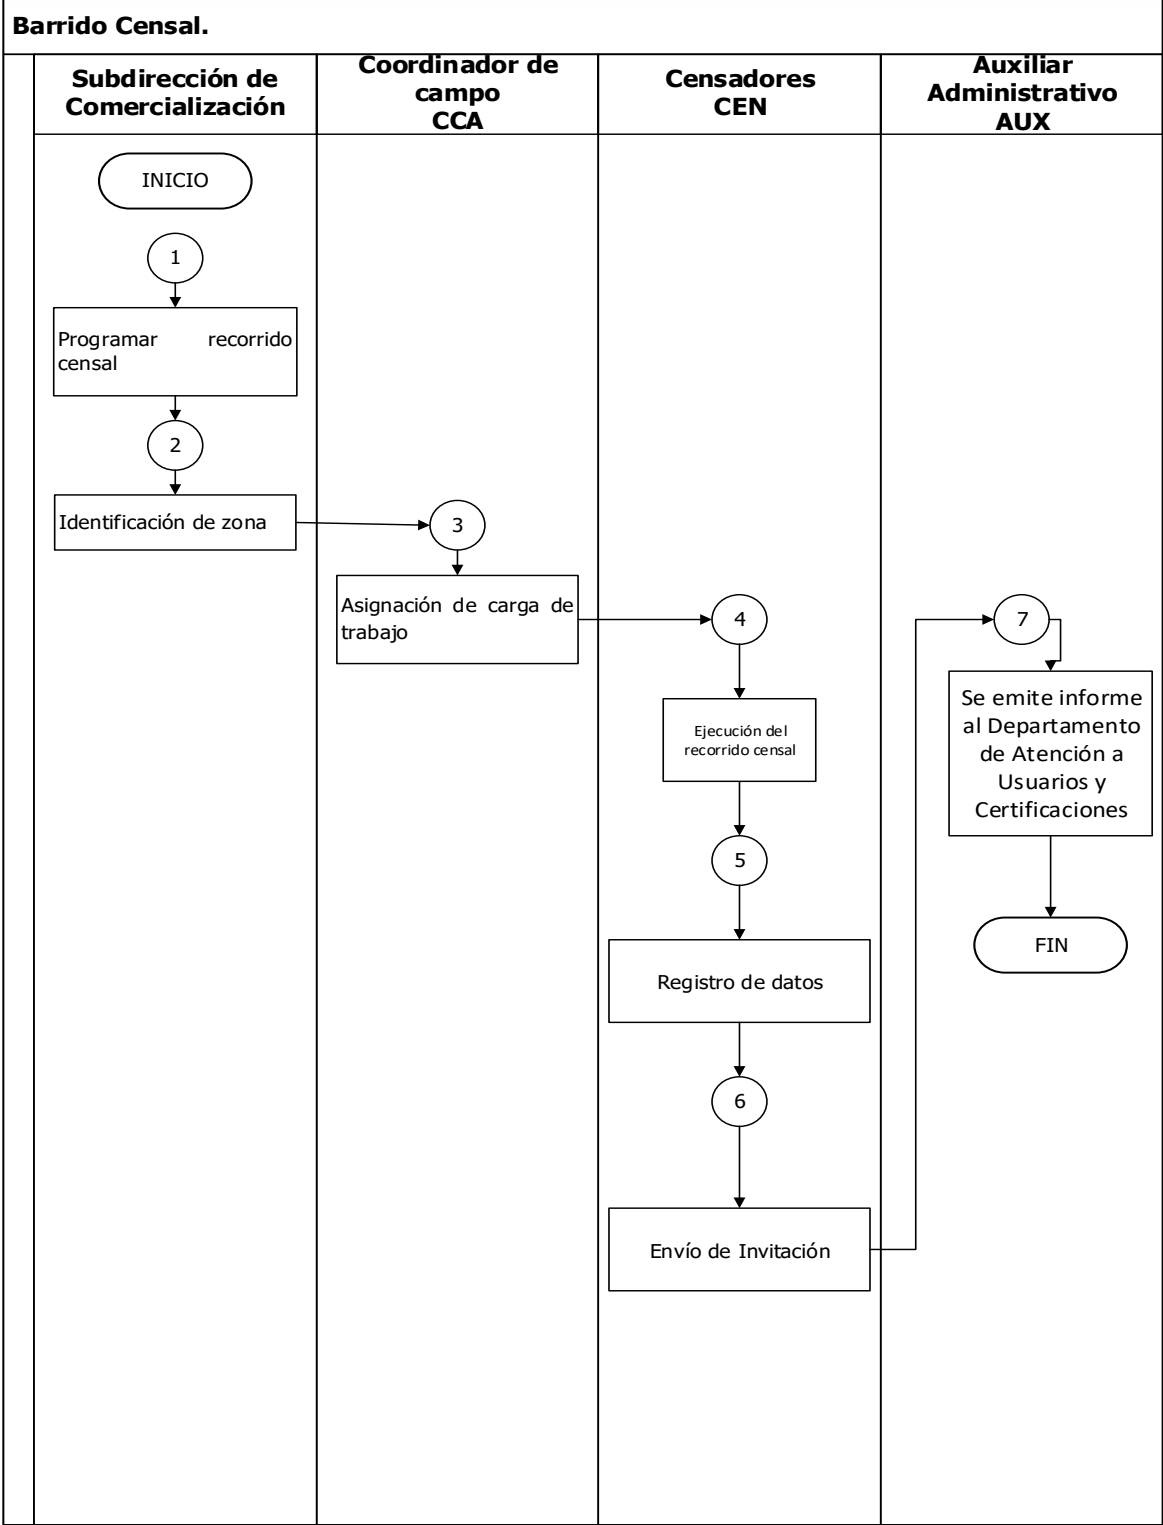 Barrido Censal.
Subdirección de
Comercialización
Coordinador de
campo
CCA
Censadores
CEN
Auxiliar
Administrativo
AUX
INICIO
1
Programar recorrido
censal
2
Identificación de zona
3
Asignación de carga de
trabajo
4
Ejecución del
recorrido censal
5
Registro de datos
6
Envío de Invitación
7
Se emite informe
al Departamento
de Atención a
Usuarios y
Certificaciones
FIN